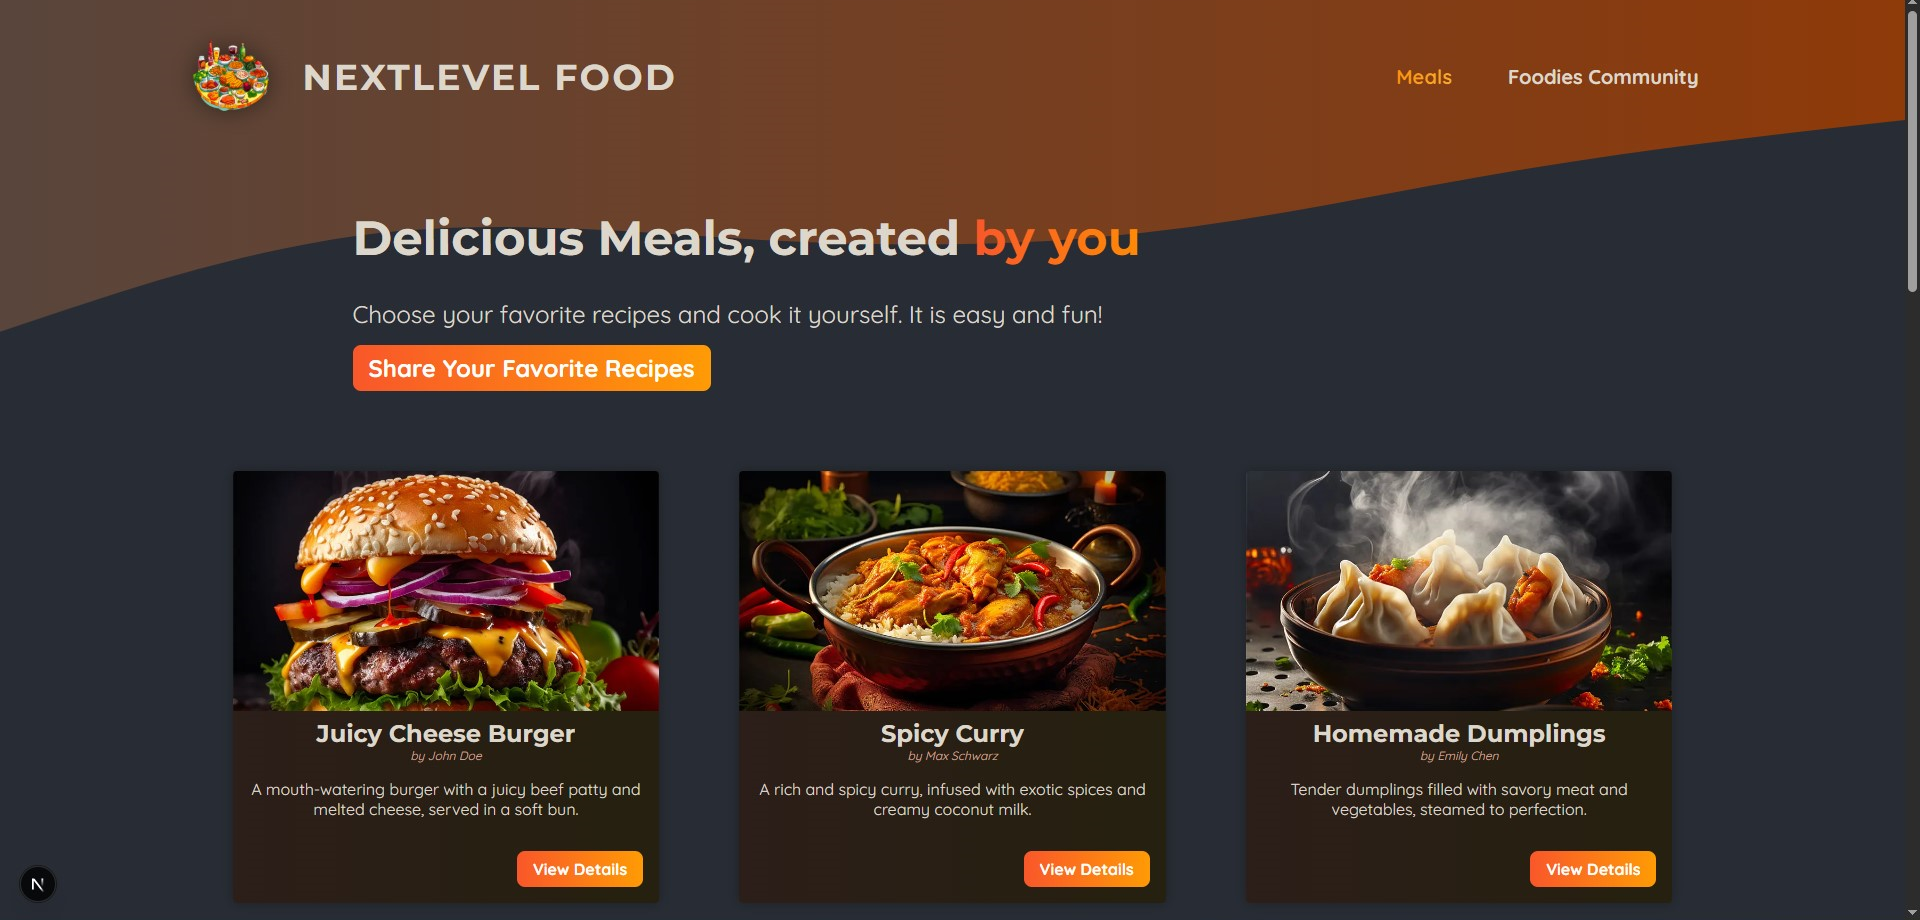 NEXTLEVEL FOOD
Meals
Foodies Community
Delicious Meals, created by you
Choose your favorite recipes and cook it yourself. It is easy and fun!
Share Your Favorite Recipes
Juicy Cheese Burger
by John Doe
A mouth-watering burger with a juicy beef patty and
melted cheese, served in a soft bun.
View Details
Spicy Curry
by Max Schwarz
A rich and spicy curry, infused with exotic spices and
creamy coconut milk.
View Details
Homemade Dumplings
by Emily Chen
Tender dumplings filled with savory meat and
vegetables, steamed to perfection.
View Details
N